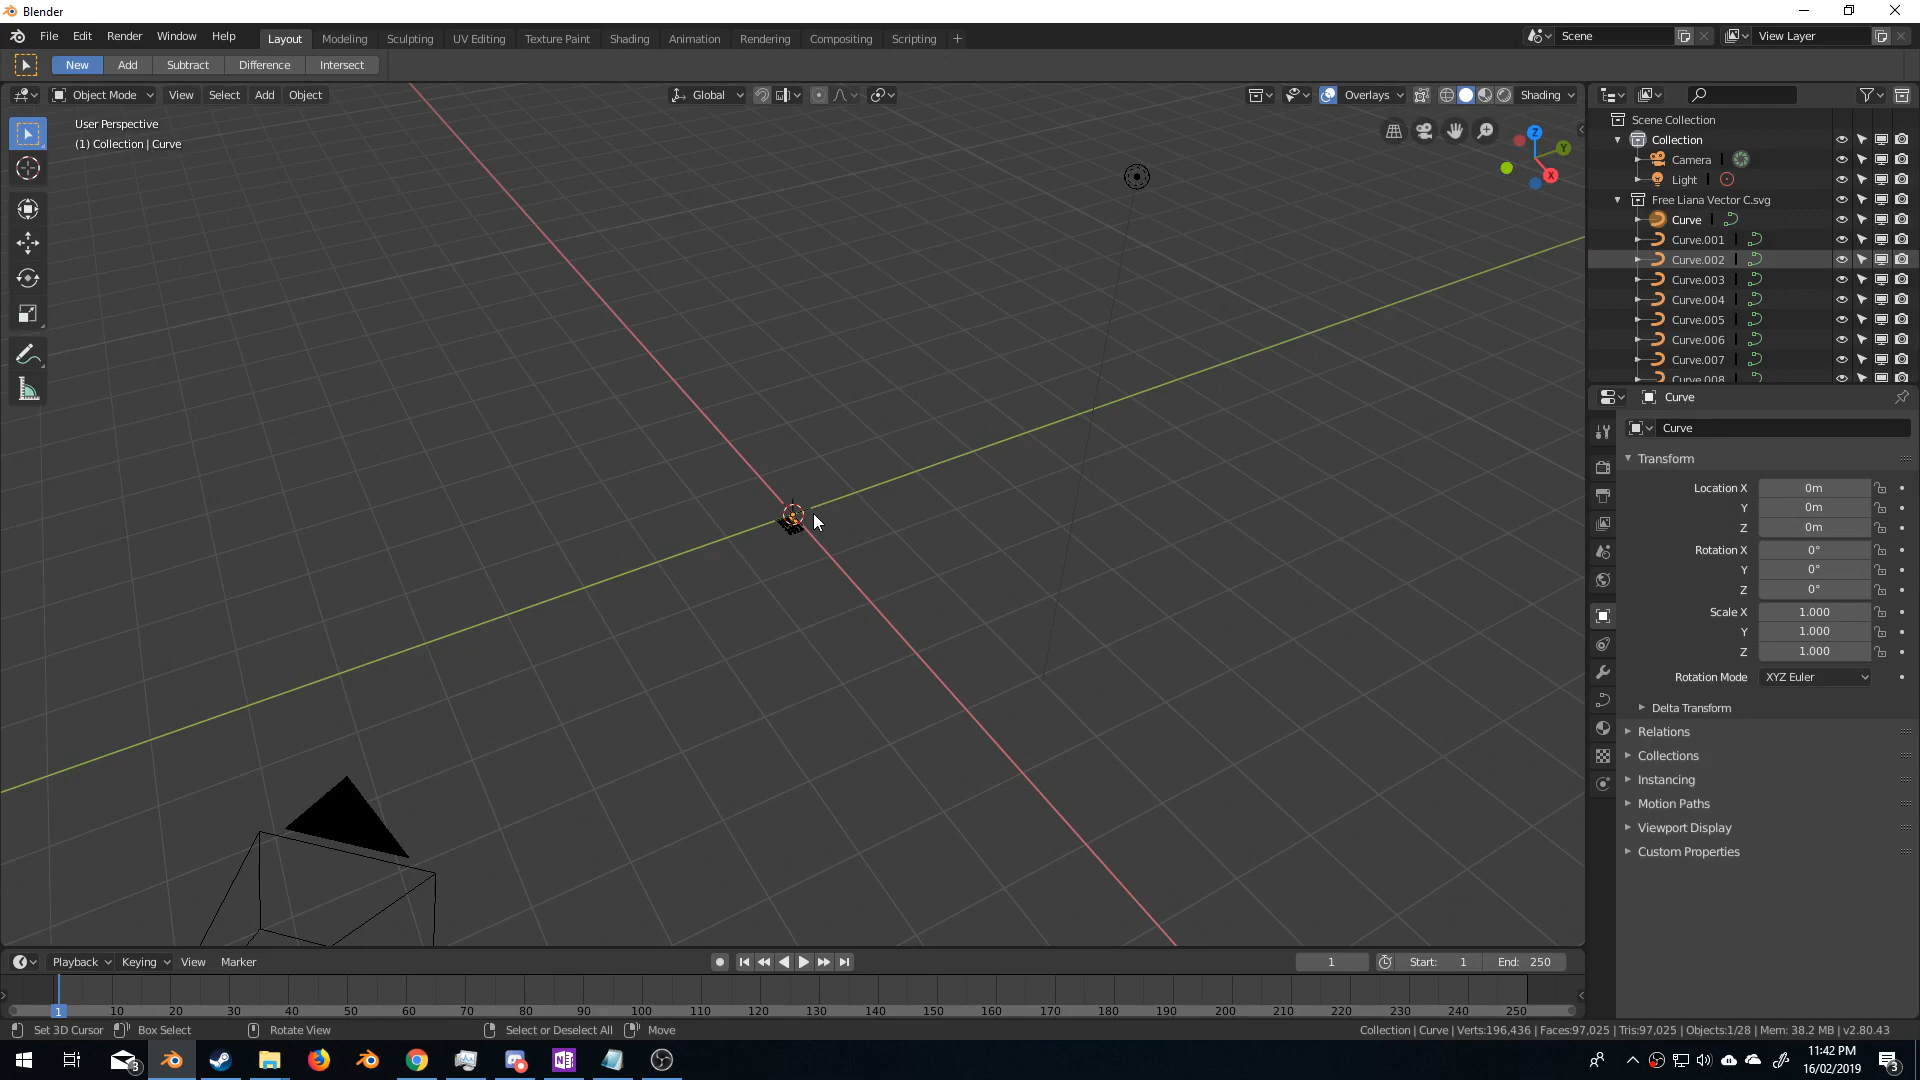 Blender
File Edit Render Window Help
Layout Modeling Sculpting UV Editing Texture Paint Shading Animation Rendering Compositing Scripting +
Scene View Layer
New Add Subtract Difference Intersect
Object Mode View Select Add Object Global Overlays Shading
User Perspective
(1) Collection | Curve
Z
Y
X
Scene Collection
Collection
Camera
Light
Free Liana Vector C.svg
Curve
Curve.001
Curve.002
Curve.003
Curve.004
Curve.005
Curve.006
Curve.007
Curve.008
Curve
Curve
Transform
Location X 0m
Y 0m
Z 0m
Rotation X 0°
Y 0°
Z 0°
Scale X 1.000
Y 1.000
Z 1.000
Rotation Mode XYZ Euler
Delta Transform
Relations
Collections
Instancing
Motion Paths
Viewport Display
Custom Properties
Playback Keying View Marker 1 Start: 1 End: 250
1 10 20 30 40 50 60 70 80 90 100 110 120 130 140 150 160 170 180 190 200 210 220 230 240 250
Set 3D Cursor Box Select Rotate View Select or Deselect All Move Collection | Curve | Verts:196,436 | Faces:97,025 | Tris:97,025 | Objects:1/28 | Mem: 38.2 MB | v2.80.43
3
11:42 PM
16/02/2019
3